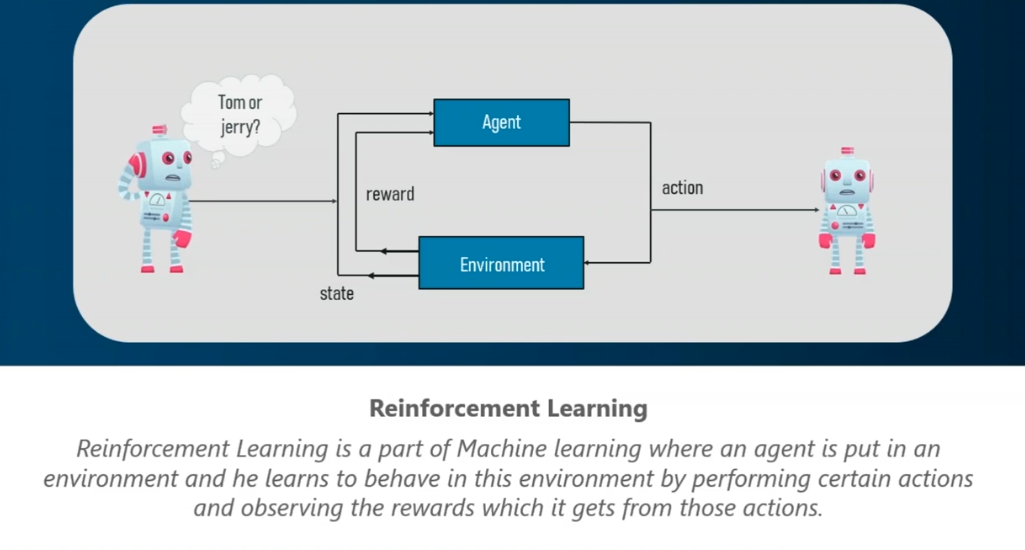 Tom or
jerry?
Agent
reward
action
Environment
state
Reinforcement Learning
Reinforcement Learning is a part of Machine learning where an agent is put in an
environment and he learns to behave in this environment by performing certain actions
and observing the rewards which it gets from those actions.